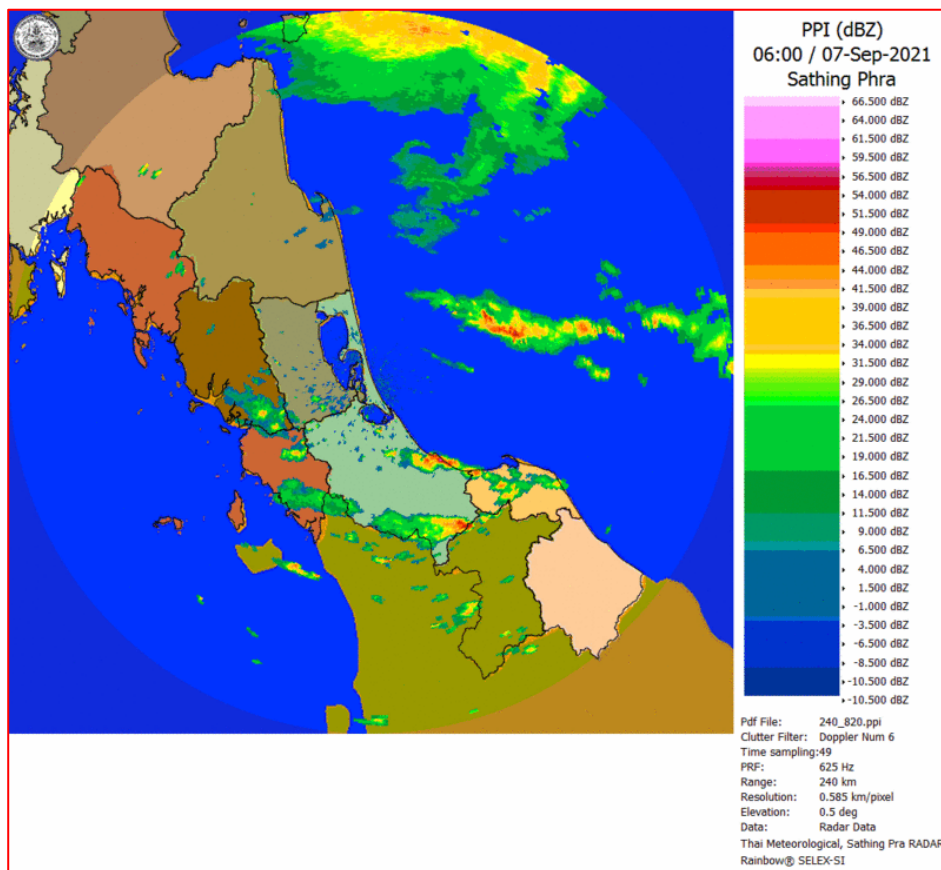 PPI (dBZ)
06:00 / 07-Sep-2021
Sathing Phra
66.500 dBZ
64.000 dBZ
61.500 dBZ
59.500 dBZ
56.500 dBZ
54.000 dBZ
51.500 dBZ
49.000 dBZ
46.500 dBZ
44.000 dBZ
41.500 dBZ
39.000 dBZ
36.500 dBZ
34.000 dBZ
31.500 dBZ
29.000 dBZ
26.500 dBZ
24.000 dBZ
21.500 dBZ
19.000 dBZ
16.500 dBZ
14.000 dBZ
11.500 dBZ
9.000 dBZ
6.500 dBZ
4.000 dBZ
1.500 dBZ
-1.000 dBZ
-3.500 dBZ
-6.500 dBZ
-8.500 dBZ
-10.500 dBZ
-10.500 dBZ
Pdf File: 240_820.ppi
Clutter Filter: Doppler Num 6
Time sampling:49
PRF: 625 Hz
Range: 240 km
Resolution: 0.585 km/pixel
Elevation: 0.5 deg
Data: Radar Data
Thai Meteorological, Sathing Pra RADAR
Rainbow® SELEX-SI